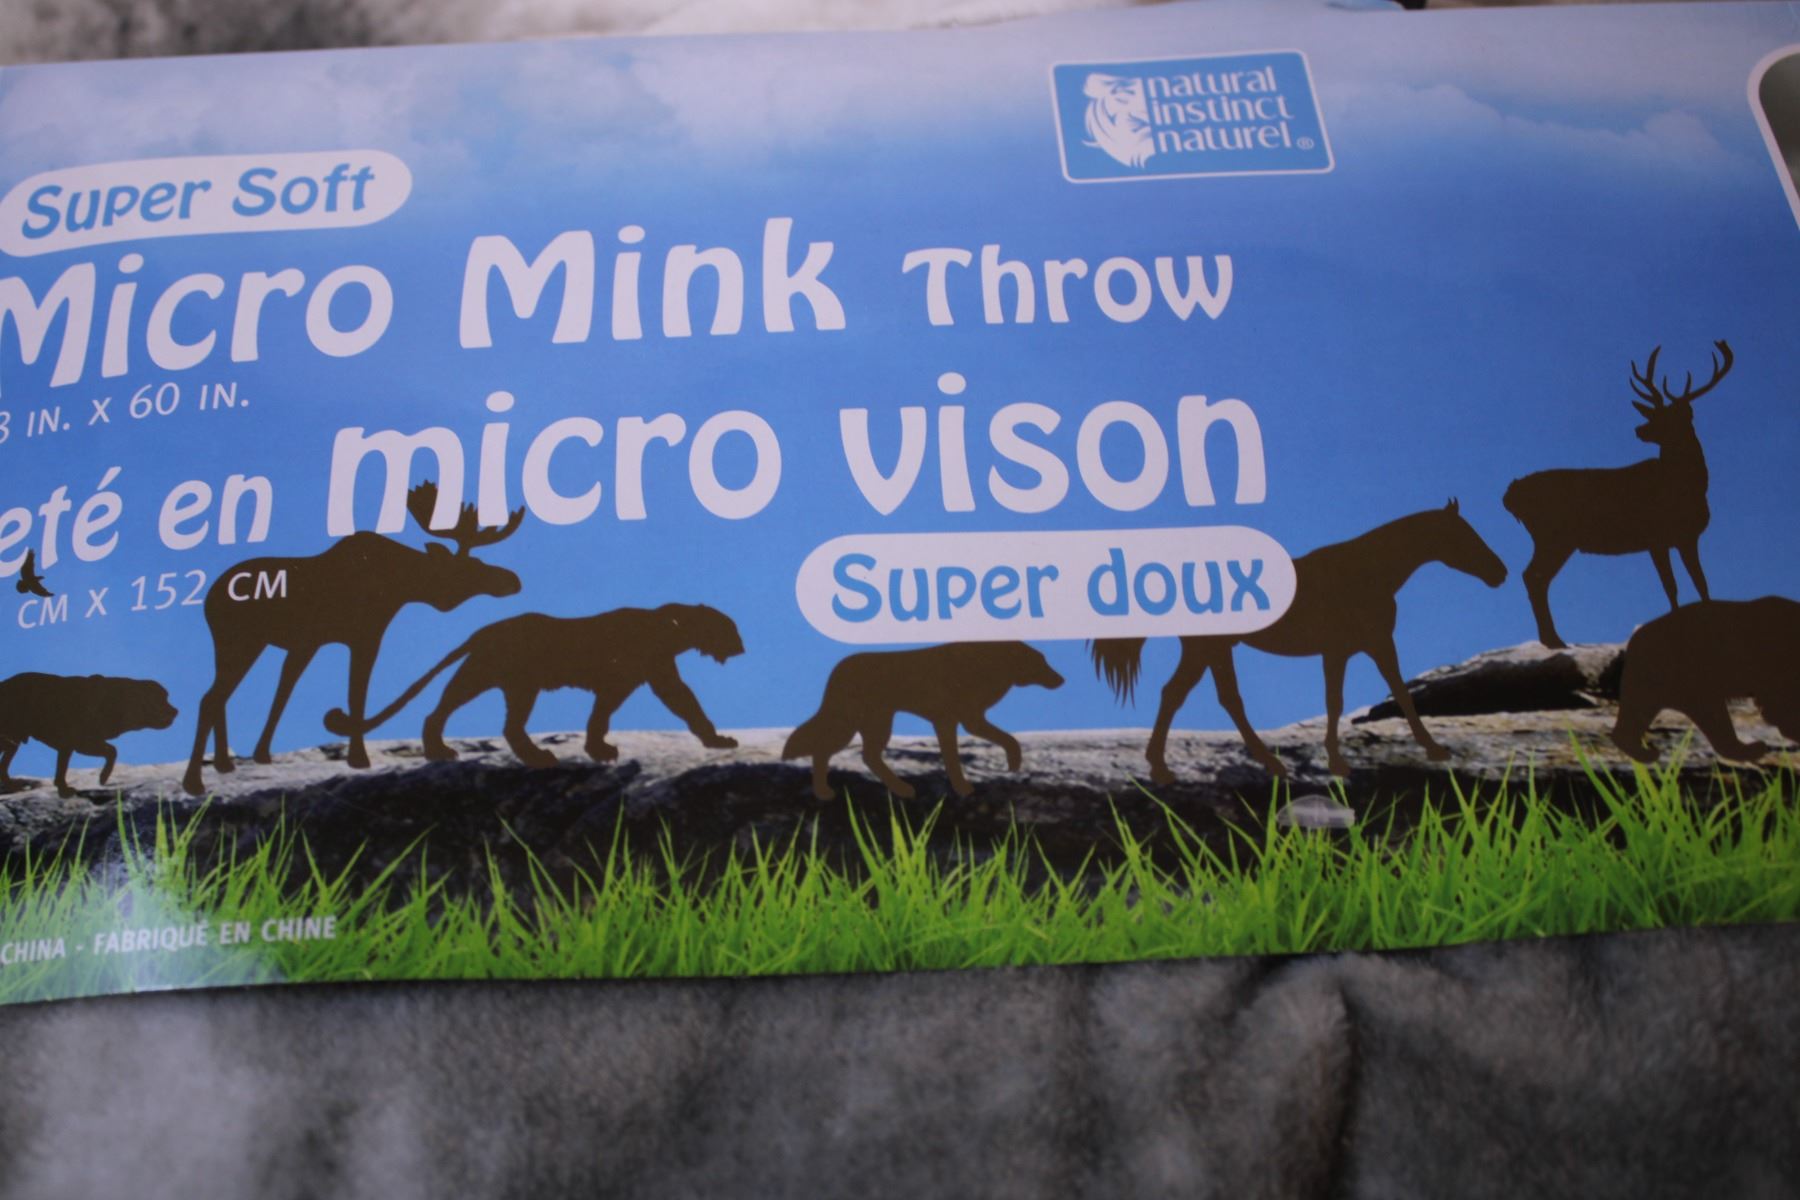 natural
instinct
naturel®
Super Soft
Micro Mink Throw
IN. X 60 IN.
en micro vison
CM X 152 CM
Super doux
CHINA - FABRIQUÉ EN CHINE